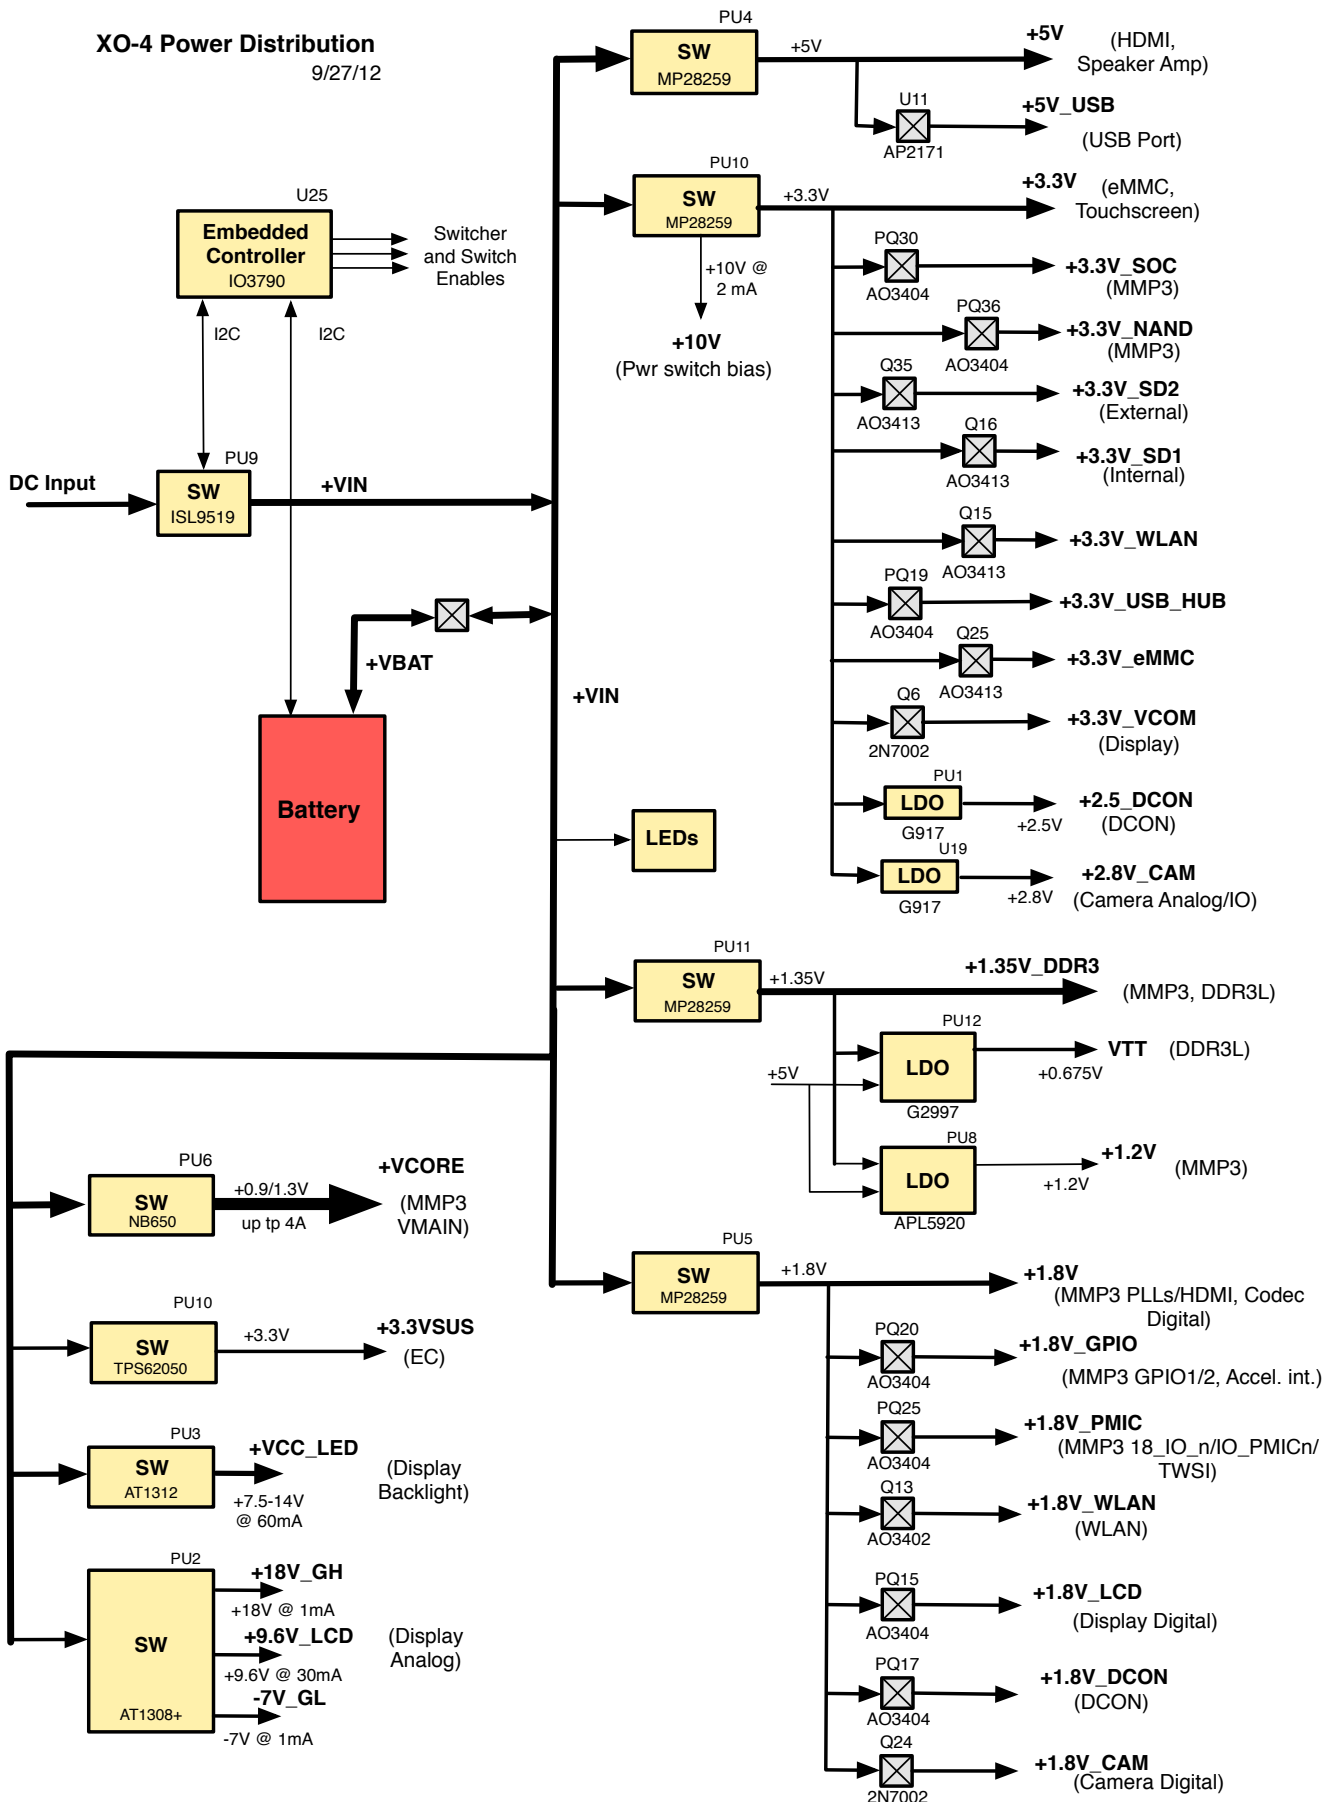 XO-4 Power Distribution
9/27/12
PU4
SW
MP28259
+5V
+5V
(HDMI,
Speaker Amp)
U11
AP2171
+5V_USB
(USB Port)
PU10
SW
MP28259
+3.3V
+3.3V
(eMMC,
Touchscreen)
+10V @
2 mA
+10V
(Pwr switch bias)
U25
Embedded
Controller
IO3790
Switcher
and Switch
Enables
I2C
I2C
PQ30
AO3404
+3.3V_SOC
(MMP3)
PQ36
AO3404
+3.3V_NAND
(MMP3)
Q35
AO3413
+3.3V_SD2
(External)
Q16
AO3413
+3.3V_SD1
(Internal)
Q15
AO3413
+3.3V_WLAN
PQ19
AO3404
+3.3V_USB_HUB
Q25
AO3413
+3.3V_eMMC
Q6
2N7002
+3.3V_VCOM
(Display)
PU1
LDO
G917
+2.5V
+2.5_DCON
(DCON)
U19
LDO
G917
+2.8V
+2.8V_CAM
(Camera Analog/IO)
DC Input
PU9
SW
ISL9519
+VIN
+VBAT
+VIN
Battery
LEDs
PU11
SW
MP28259
+1.35V
+1.35V_DDR3
(MMP3, DDR3L)
PU12
LDO
G2997
+5V
VTT
(DDR3L)
+0.675V
PU8
LDO
APL5920
+1.2V
(MMP3)
+1.2V
PU6
SW
NB650
+0.9/1.3V
up tp 4A
+VCORE
(MMP3
VMAIN)
PU10
SW
TPS62050
+3.3V
+3.3VSUS
(EC)
PU3
SW
AT1312
+VCC_LED
+7.5-14V
@ 60mA
(Display
Backlight)
PU2
SW
AT1308+
+18V_GH
+18V @ 1mA
+9.6V_LCD
+9.6V @ 30mA
-7V_GL
-7V @ 1mA
(Display
Analog)
PU5
SW
MP28259
+1.8V
+1.8V
(MMP3 PLLs/HDMI, Codec
Digital)
PQ20
AO3404
+1.8V_GPIO
(MMP3 GPIO1/2, Accel. int.)
PQ25
AO3404
+1.8V_PMIC
(MMP3 18_IO_n/IO_PMICn/
TWSI)
Q13
AO3402
+1.8V_WLAN
(WLAN)
PQ15
AO3404
+1.8V_LCD
(Display Digital)
PQ17
AO3404
+1.8V_DCON
(DCON)
Q24
2N7002
+1.8V_CAM
(Camera Digital)